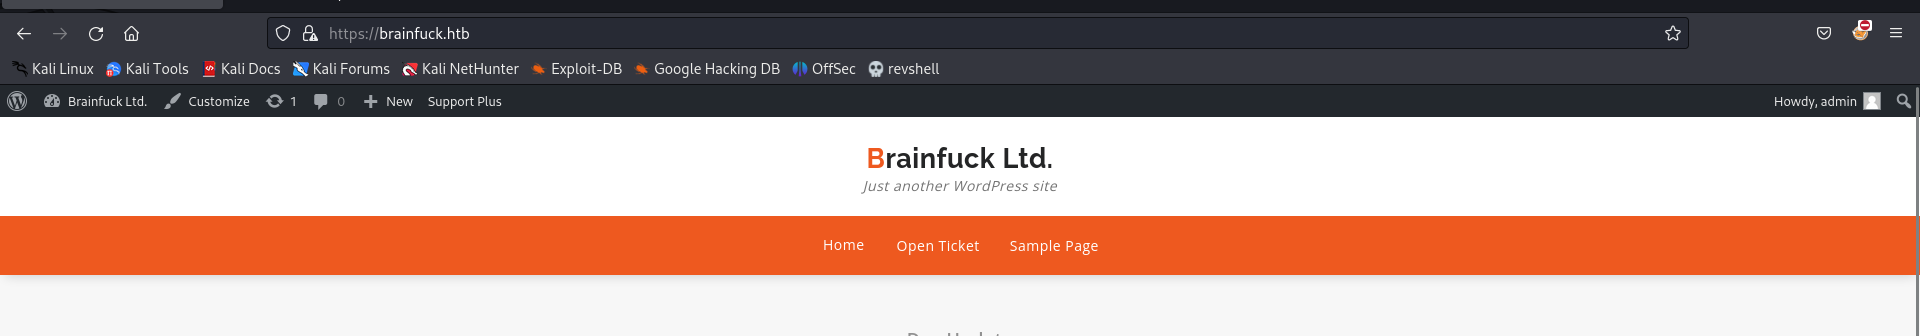 https://brainfuck.htb
Kali Linux Kali Tools Kali Docs Kali Forums Kali NetHunter Exploit-DB Google Hacking DB OffSec revshell
Brainfuck Ltd. Customize 1 0 New Support Plus Howdy, admin
Brainfuck Ltd.
Just another WordPress site
Home Open Ticket Sample Page